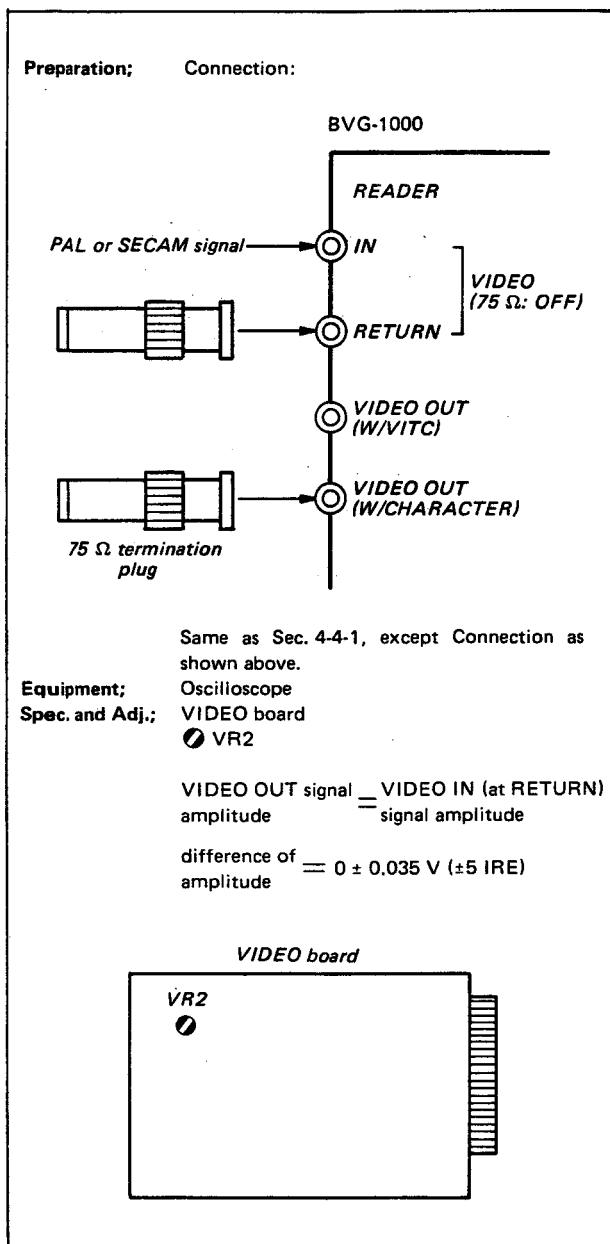 Preparation; Connection:
BVG-1000
READER
PAL or SECAM signal
IN
VIDEO
(75 Ω: OFF)
RETURN
VIDEO OUT
(W/VITC)
VIDEO OUT
(W/CHARACTER)
75 Ω termination
plug
Same as Sec. 4-4-1, except Connection as
shown above.
Equipment; Oscilloscope
Spec. and Adj.; VIDEO board
VR2
VIDEO OUT signal
amplitude
=
VIDEO IN (at RETURN)
signal amplitude
difference of
amplitude
= 0 ± 0.035 V (±5 IRE)
VIDEO board
VR2